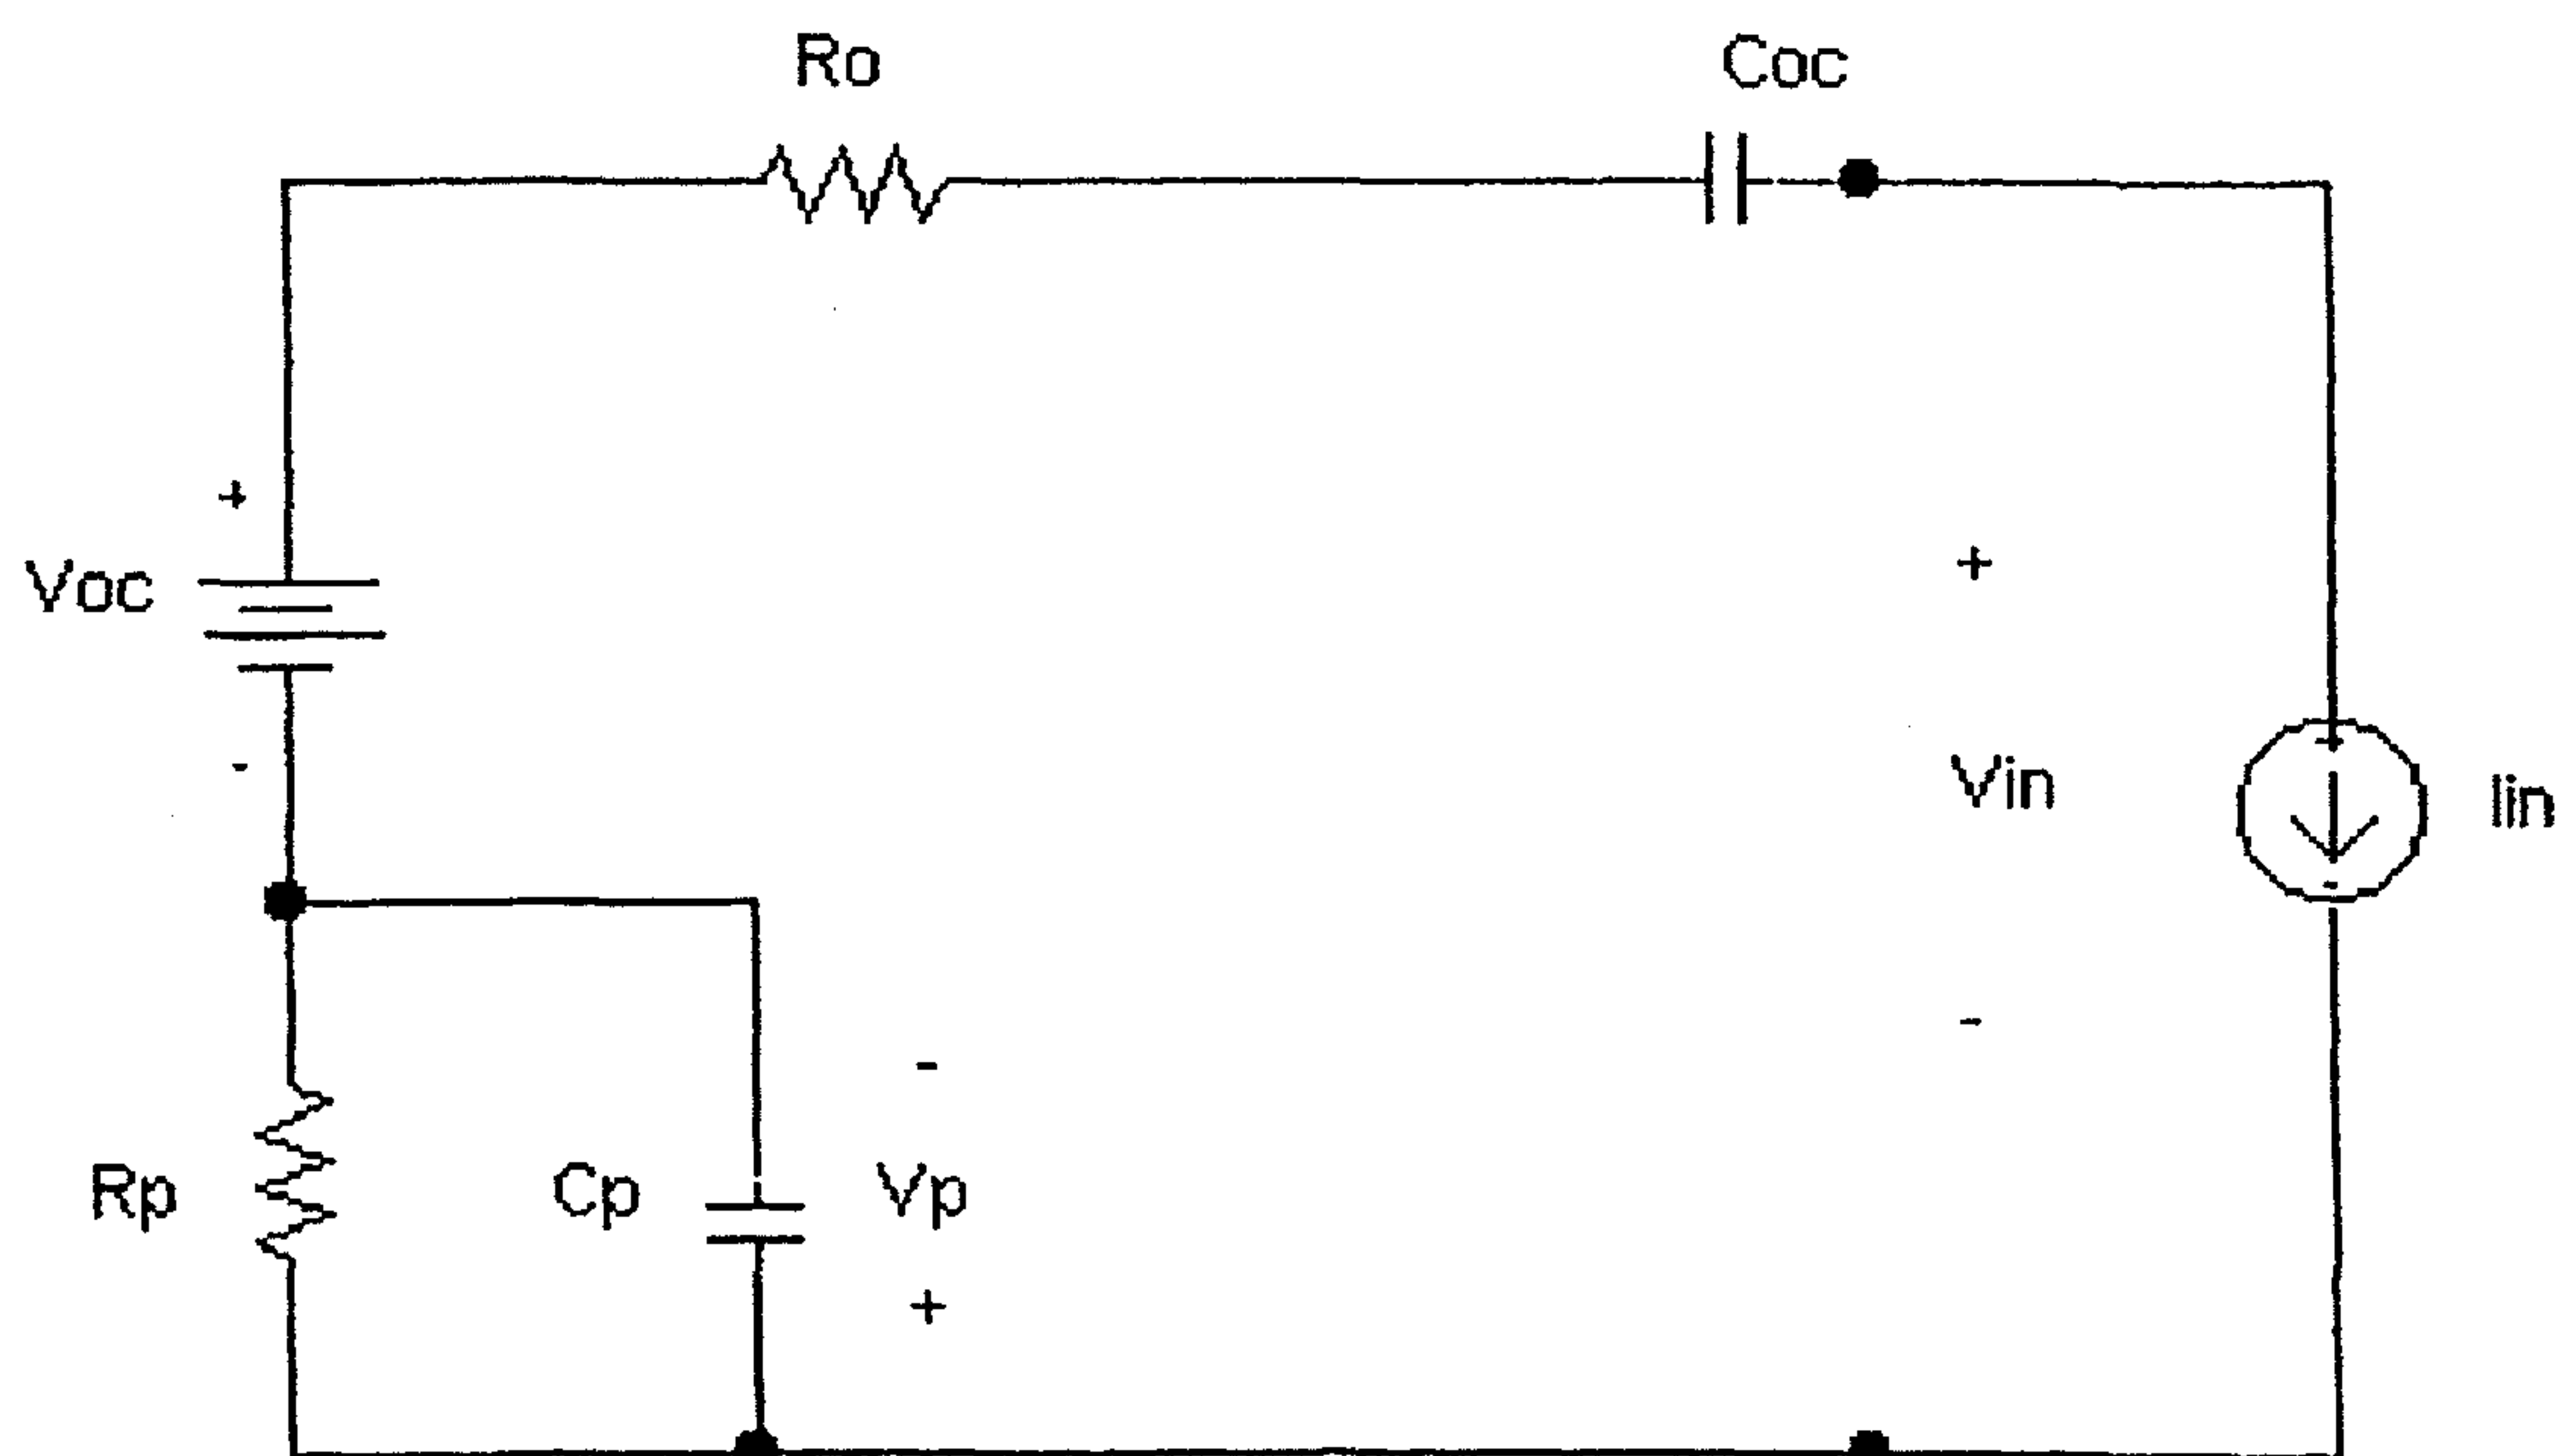 Ro
Coc
+
Voc
-
+
Vin
-
+
Iin
-
Rp
Cp
-
Vp
+